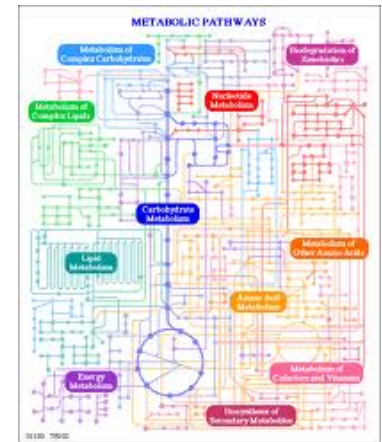 METABOLIC PATHWAYS
Metabolism of
Complex Carbohydrates
Biodegradation of
Xenobiotics
Nucleotide
Metabolism
Metabolism of
Complex Lipids
Carbohydrate
Metabolism
Metabolism of
Other Amino Acids
Lipid
Metabolism
Amino Acid
Metabolism
Energy
Metabolism
Metabolism of
Cofactors and Vitamins
Biosynthesis of
Secondary Metabolites